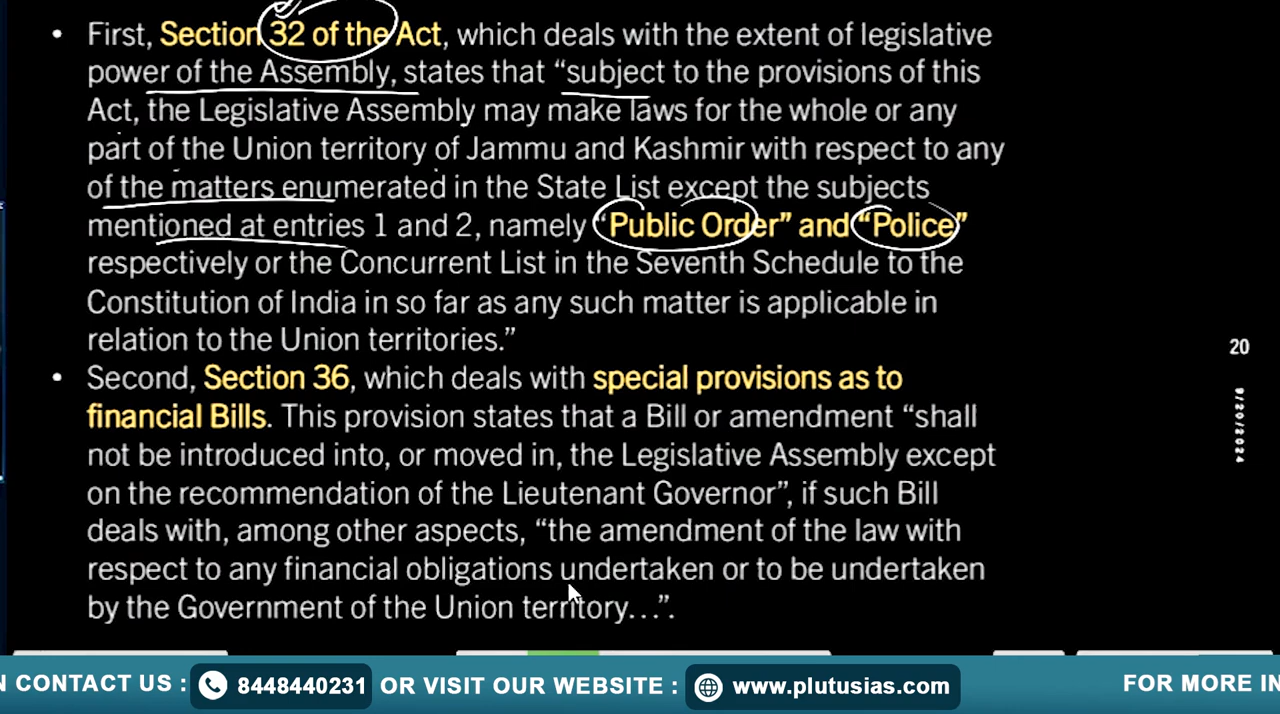 • First, Section 32 of the Act, which deals with the extent of legislative
power of the Assembly, states that “subject to the provisions of this
Act, the Legislative Assembly may make laws for the whole or any
part of the Union territory of Jammu and Kashmir with respect to any
of the matters enumerated in the State List except the subjects
mentioned at entries 1 and 2, namely “Public Order” and “Police”
respectively or the Concurrent List in the Seventh Schedule to the
Constitution of India in so far as any such matter is applicable in
relation to the Union territories.”
• Second, Section 36, which deals with special provisions as to
financial Bills. This provision states that a Bill or amendment “shall
not be introduced into, or moved in, the Legislative Assembly except
on the recommendation of the Lieutenant Governor”, if such Bill
deals with, among other aspects, “the amendment of the law with
respect to any financial obligations undertaken or to be undertaken
by the Government of the Union territory…”.
20
9/20/2024
N CONTACT US : 8448440231 OR VISIT OUR WEBSITE : www.plutusias.com FOR MORE IN